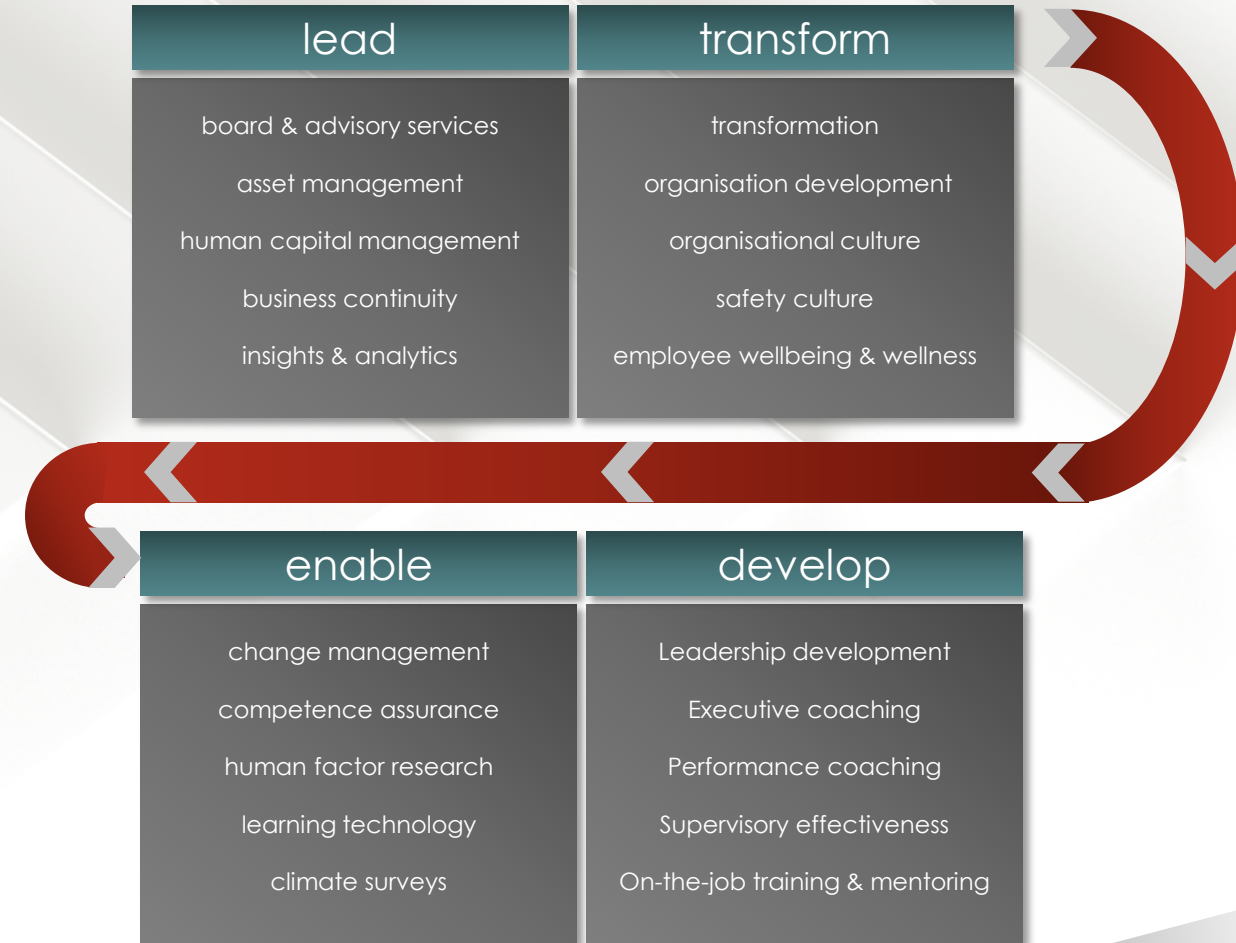 lead
board & advisory services
asset management
human capital management
business continuity
insights & analytics
transform
transformation
organisation development
organisational culture
safety culture
employee wellbeing & wellness
enable
change management
competence assurance
human factor research
learning technology
climate surveys
develop
Leadership development
Executive coaching
Performance coaching
Supervisory effectiveness
On-the-job training & mentoring